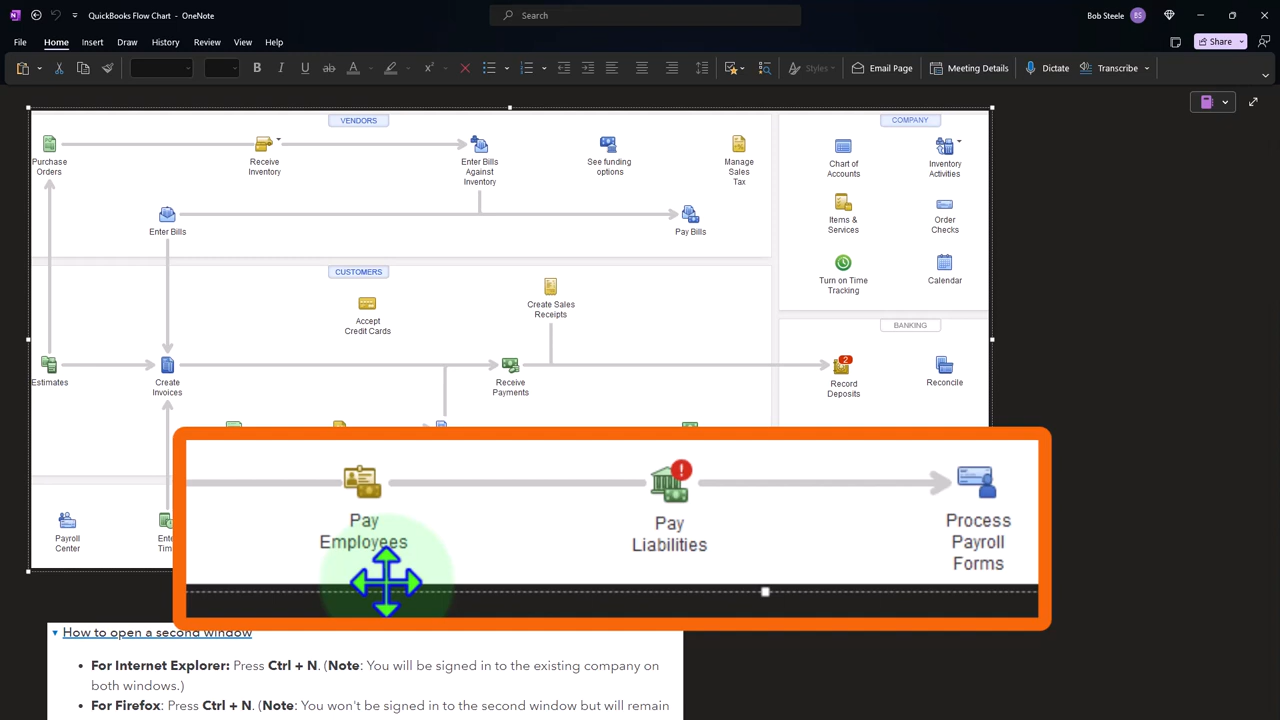 QuickBooks Flow Chart - OneNote
Search
Bob Steele
BS
File
Home
Insert
Draw
History
Review
View
Help
Share
B
I
U
ab
A
Styles
Email Page
Meeting Details
Dictate
Transcribe
VENDORS
COMPANY
Purchase
Orders
Receive
Inventory
Enter Bills
Against
Inventory
See funding
options
Manage
Sales
Tax
Chart of
Accounts
Inventory
Activities
Enter Bills
Pay Bills
Items &
Services
Order
Checks
CUSTOMERS
Accept
Credit Cards
Create Sales
Receipts
Turn on Time
Tracking
Calendar
BANKING
Estimates
Create
Invoices
Receive
Payments
2
Record
Deposits
Reconcile
Payroll
Center
Pay
Employees
Pay
Liabilities
Process
Payroll
Forms
How to open a second window
• For Internet Explorer: Press Ctrl + N. (Note: You will be signed in to the existing company on
both windows.)
• For Firefox: Press Ctrl + N. (Note: You won't be signed in to the second window but will remain